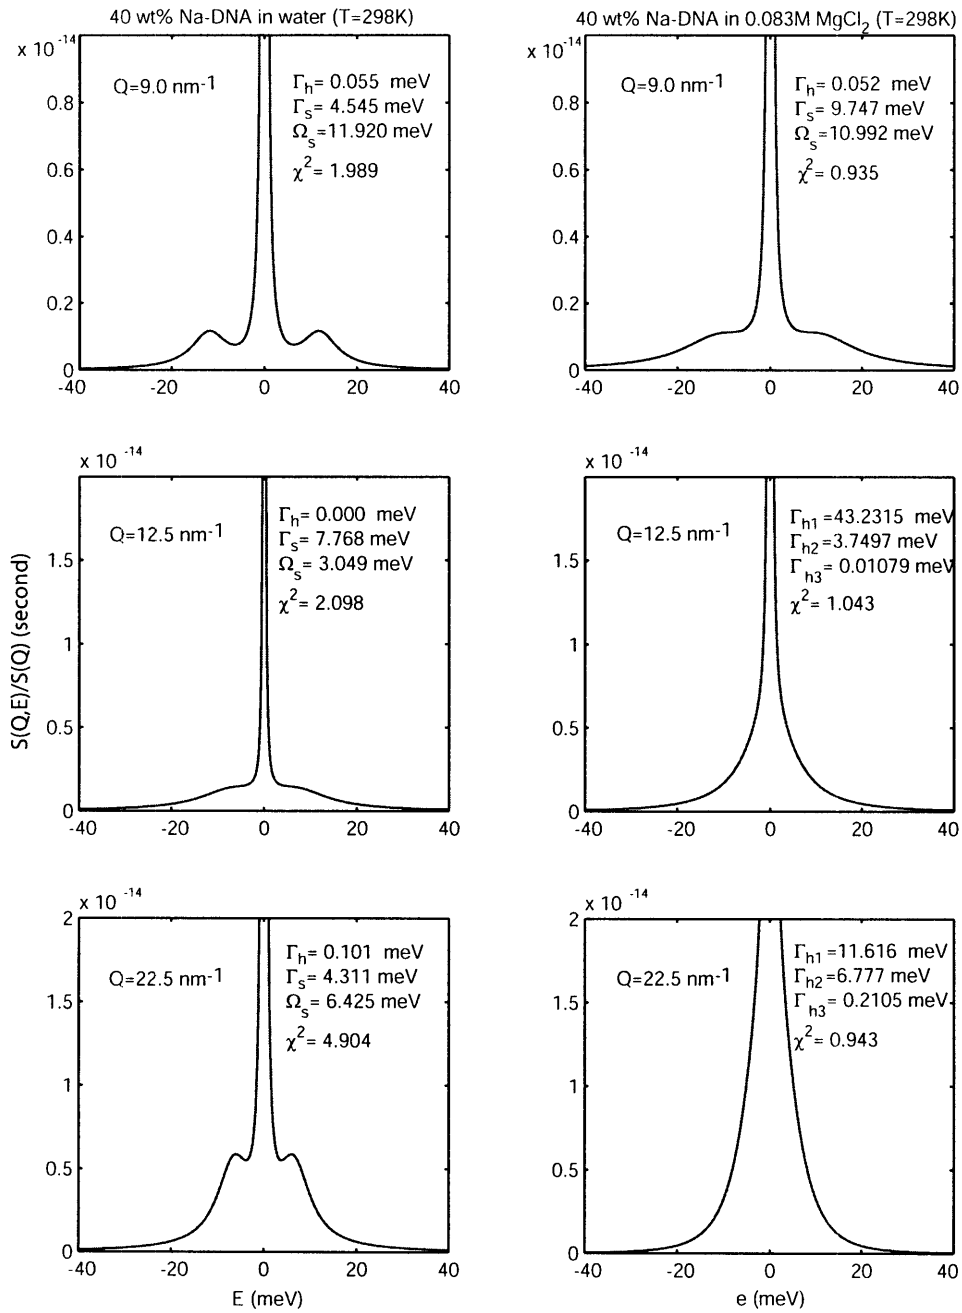 40 wt% Na-DNA in water (T=298K)
x 10 -14
Q=9.0 nm-1
Γh= 0.055 meV
Γs= 4.545 meV
Ωs=11.920 meV
χ2= 1.989
0.8
0.6
0.4
0.2
0
-40 -20 0 20 40
40 wt% Na-DNA in 0.083M MgCl2 (T=298K)
x 10 -14
Q=9.0 nm-1
Γh= 0.052 meV
Γs= 9.747 meV
Ωs=10.992 meV
χ2= 0.935
0.8
0.6
0.4
0.2
0
-40 -20 0 20 40
x 10 -14
Q=12.5 nm-1
Γh= 0.000 meV
Γs= 7.768 meV
Ωs= 3.049 meV
χ2= 2.098
1.5
1
0.5
0
-40 -20 0 20 40
S(Q,E)/S(Q) (second)
x 10 -14
Q=12.5 nm-1
Γh1=43.2315 meV
Γh2=3.7497 meV
Γh3= 0.01079 meV
χ2= 1.043
1.5
1
0.5
0
-40 -20 0 20 40
x 10 -14
Q=22.5 nm-1
Γh= 0.101 meV
Γs= 4.311 meV
Ωs= 6.425 meV
χ2= 4.904
2
1.5
1
0.5
0
-40 -20 0 20 40
E (meV)
x 10 -14
Q=22.5 nm-1
Γh1=11.616 meV
Γh2=6.777 meV
Γh3= 0.2105 meV
χ2= 0.943
2
1.5
1
0.5
0
-40 -20 0 20 40
e (meV)